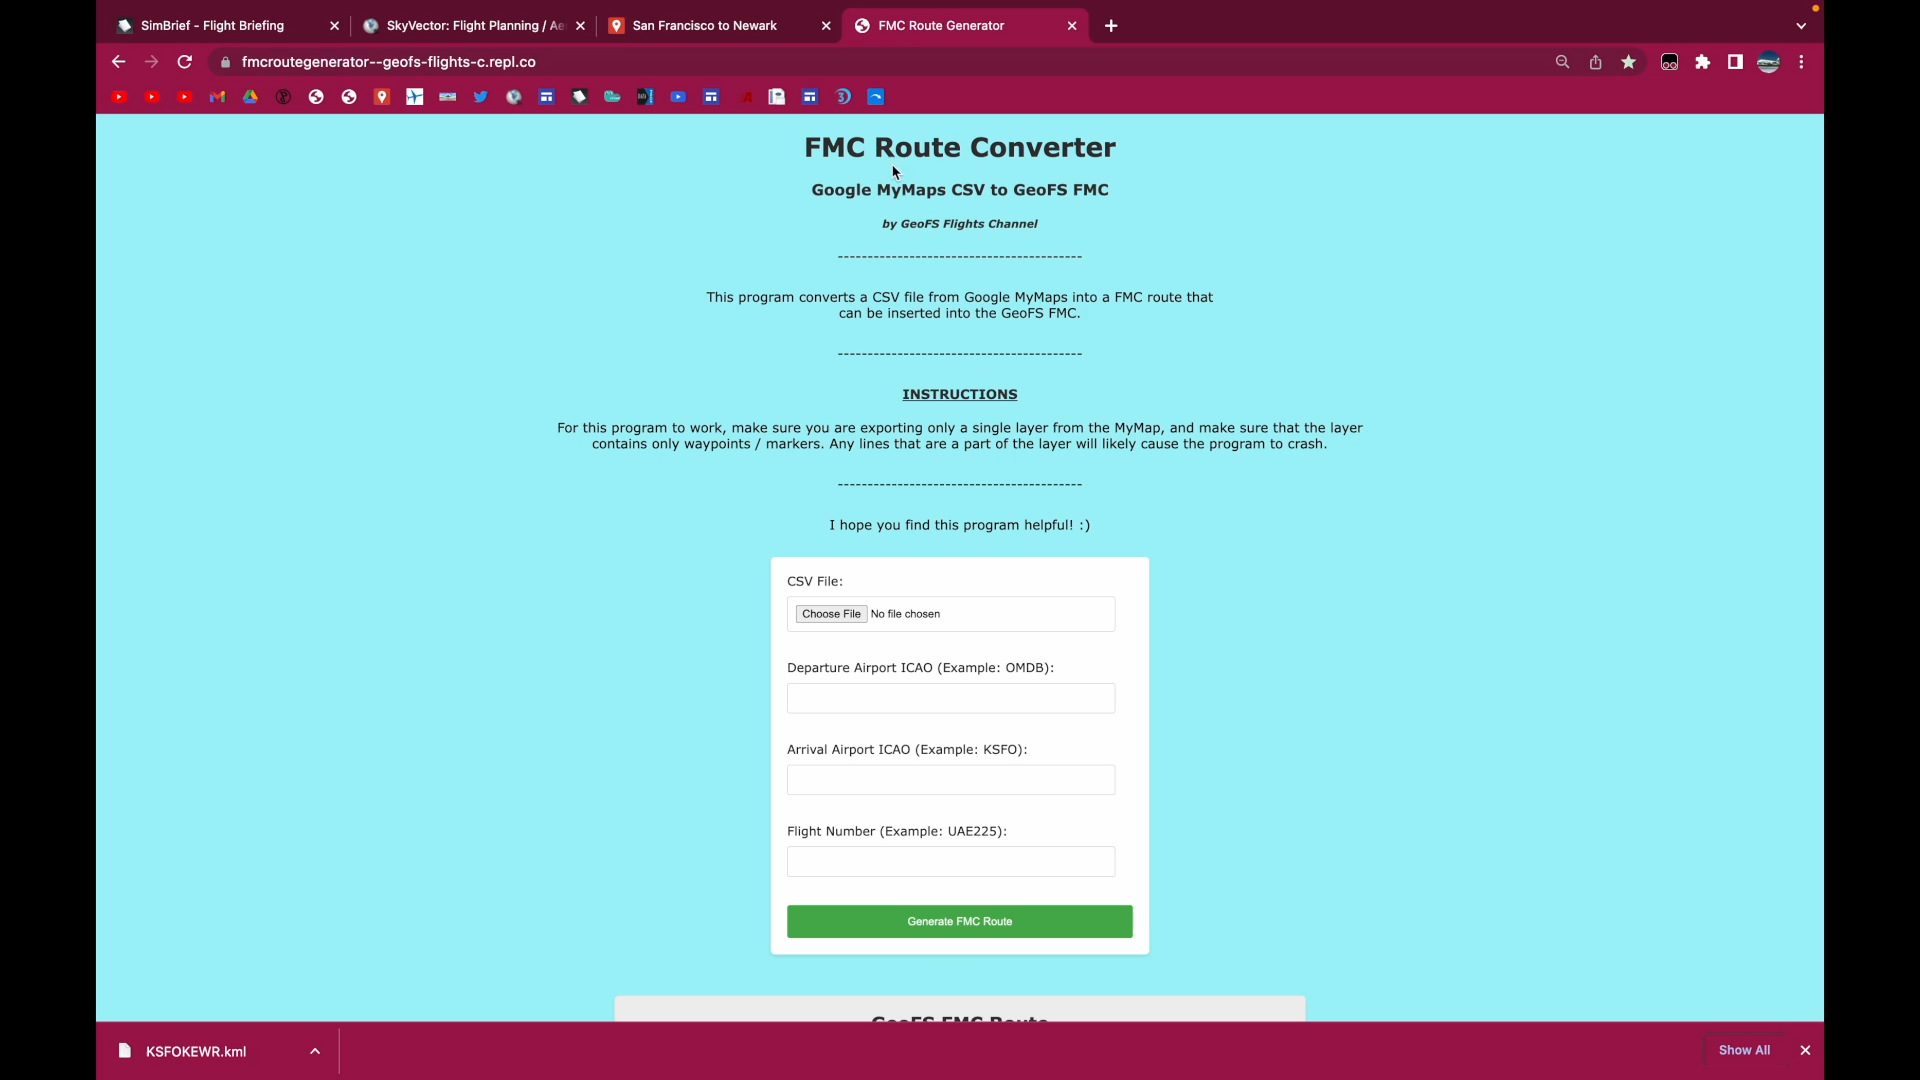 SimBrief - Flight Briefing
SkyVector: Flight Planning / Ae
San Francisco to Newark
FMC Route Generator
fmcroutegenerator--geofs-flights-c.repl.co
FMC Route Converter
Google MyMaps CSV to GeoFS FMC
by GeoFS Flights Channel
-----------------------------------------
This program converts a CSV file from Google MyMaps into a FMC route that
can be inserted into the GeoFS FMC.
-----------------------------------------
INSTRUCTIONS
For this program to work, make sure you are exporting only a single layer from the MyMap, and make sure that the layer
contains only waypoints / markers. Any lines that are a part of the layer will likely cause the program to crash.
-----------------------------------------
I hope you find this program helpful! :)
CSV File:
Choose File No file chosen
Departure Airport ICAO (Example: OMDB):
Arrival Airport ICAO (Example: KSFO):
Flight Number (Example: UAE225):
Generate FMC Route
GeoFS FMC Route
KSFOKEWR.kml
Show All